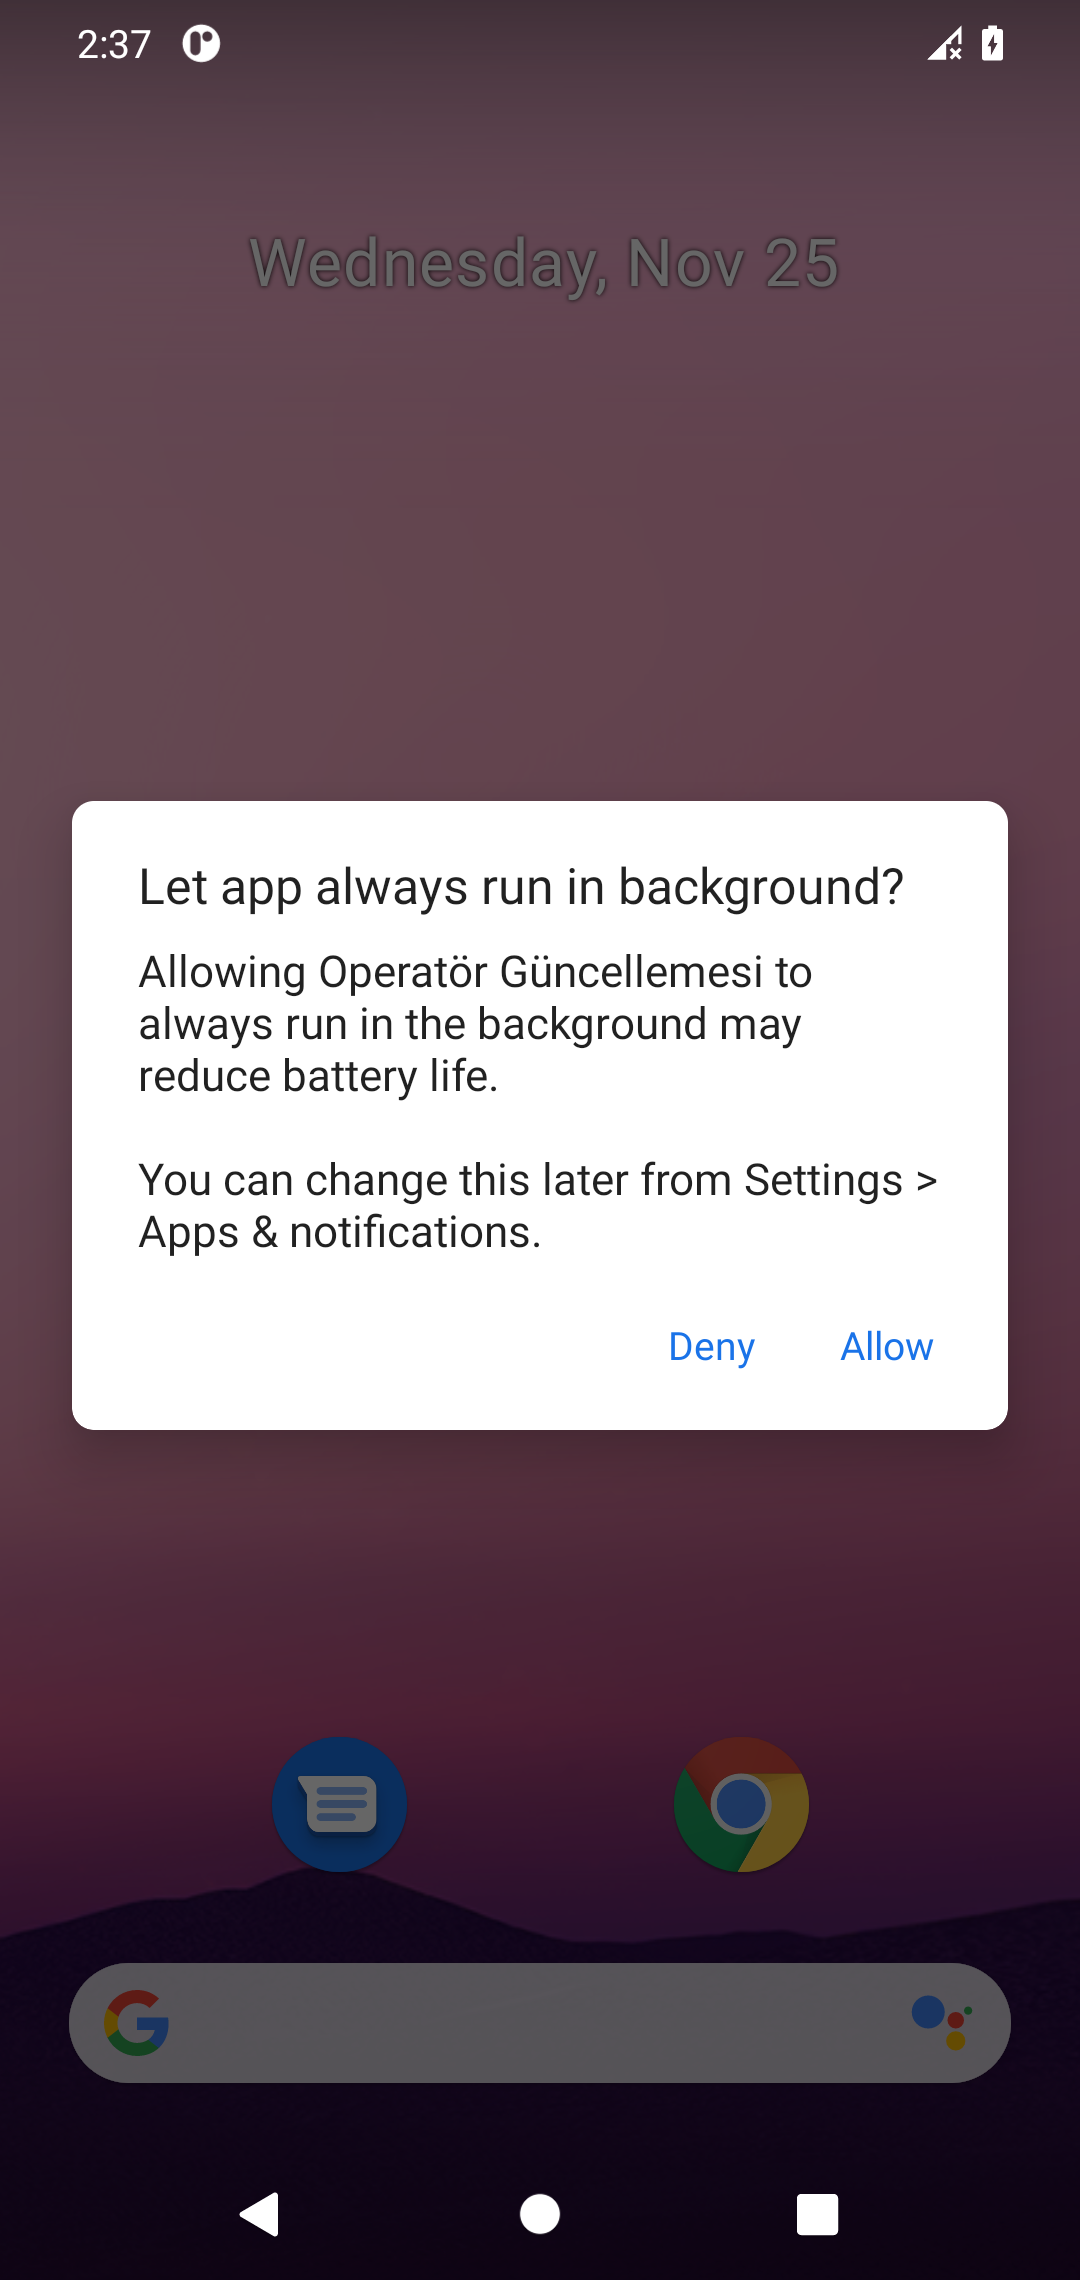 2:37
Wednesday, Nov 25
Let app always run in background?
Allowing Operatör Güncellemesi to
always run in the background may
reduce battery life.
You can change this later from Settings >
Apps & notifications.
Deny Allow